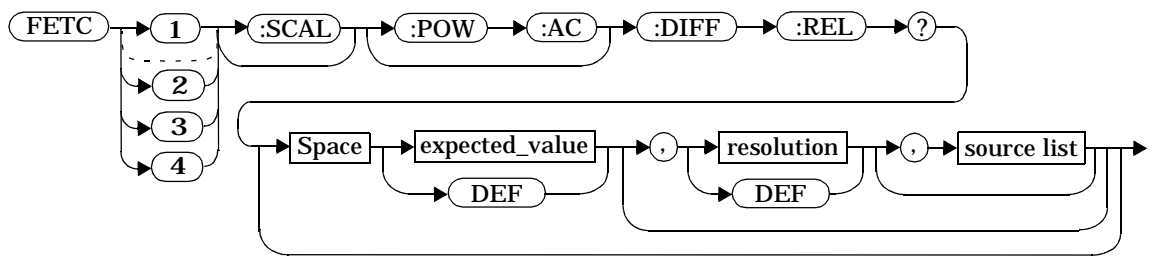 FETC 1 :SCAL :POW :AC :DIFF :REL ?
2
3
4
Space expected_value , resolution , source list
DEF DEF